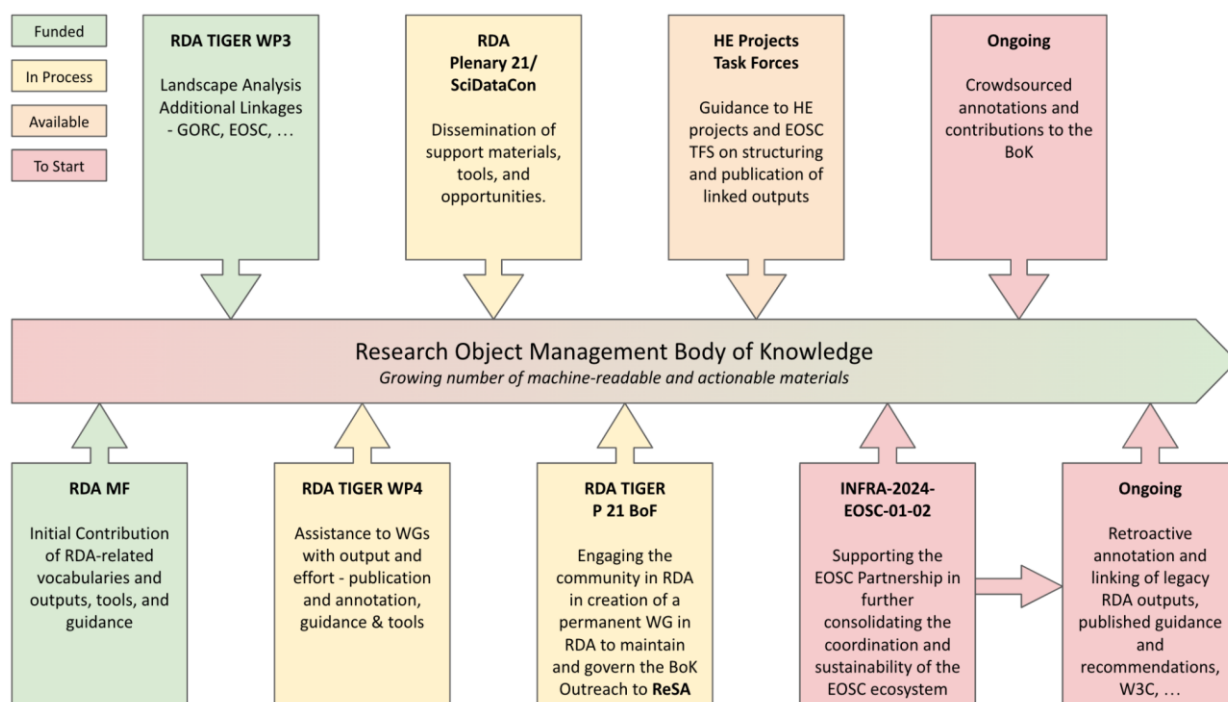 Funded
In Process
Available
To Start
RDA TIGER WP3
Landscape Analysis
Additional Linkages
- GORC, EOSC, ...
RDA
Plenary 21/
SciDataCon
Dissemination of
support materials,
tools, and
opportunities.
HE Projects
Task Forces
Guidance to HE
projects and EOSC
TFS on structuring
and publication of
linked outputs
Ongoing
Crowdsourced
annotations and
contributions to the
BoK
Research Object Management Body of Knowledge
Growing number of machine-readable and actionable materials
RDA MF
Initial Contribution
of RDA-related
vocabularies and
outputs, tools, and
guidance
RDA TIGER WP4
Assistance to WGs
with output and
effort - publication
and annotation,
guidance & tools
RDA TIGER
P 21 BoF
Engaging the
community in RDA
in creation of a
permanent WG in
RDA to maintain
and govern the BoK
Outreach to ReSA
INFRA-2024-
EOSC-01-02
Supporting the
EOSC Partnership in
further
consolidating the
coordination and
sustainability of the
EOSC ecosystem
Ongoing
Retroactive
annotation and
linking of legacy
RDA outputs,
published guidance
and
recommendations,
W3C, ...